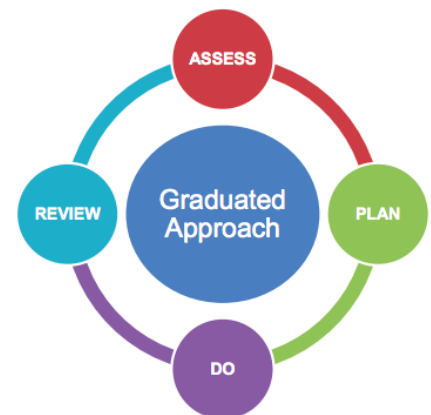 ASSESS
Graduated
Approach
REVIEW
PLAN
DO